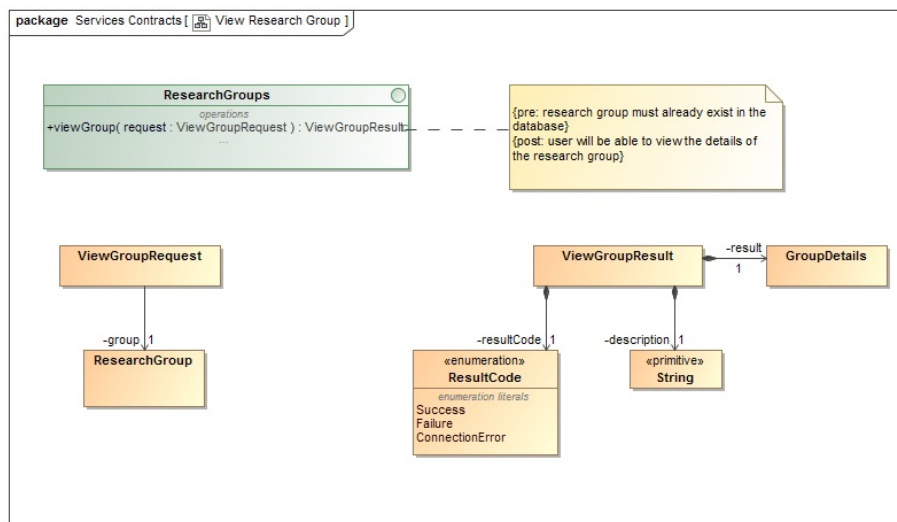 package Services Contracts [ View Research Group ]
ResearchGroups
operations
+viewGroup( request : ViewGroupRequest ) : ViewGroupResult
...
{pre: research group must already exist in the
database}
{post: user will be able to view the details of
the research group}
ViewGroupRequest
ViewGroupResult
-result
1
GroupDetails
-group 1
ResearchGroup
-resultCode 1
«enumeration»
ResultCode
enumeration literals
Success
Failure
ConnectionError
-description 1
«primitive»
String